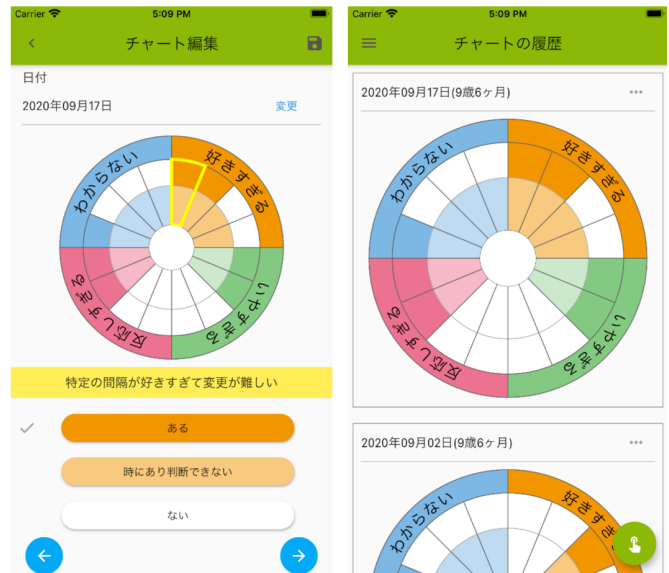 Carrier 5:09 PM
チャート編集
日付
2020年09月17日 変更
わからない
好きすぎる
反応しすぎる
いやすぎる
特定の間隔が好きすぎて変更が難しい
ある
時にあり判断できない
ない
Carrier 5:09 PM
チャートの履歴
2020年09月17日(9歳6ヶ月)
わからない
好きすぎる
反応しすぎる
いやすぎる
2020年09月02日(9歳6ヶ月)
わからない
好きすぎ